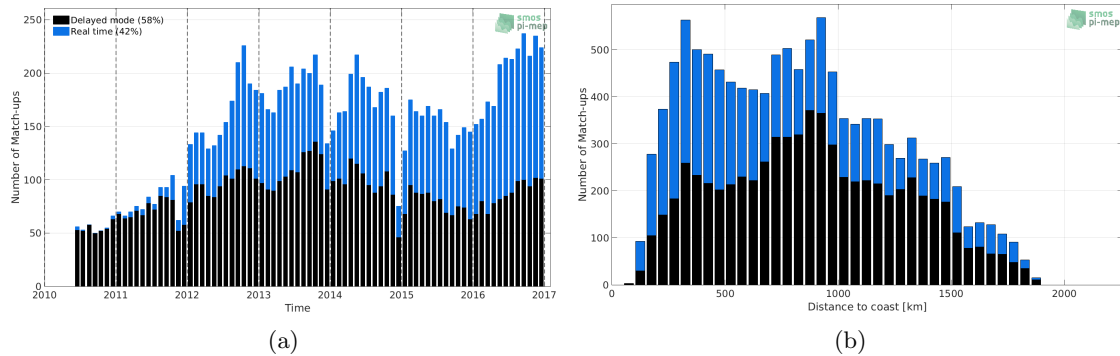 Delayed mode (58%)
Real time (42%)
smos
pi-mep
Number of Match-ups
250
200
150
100
50
0
2010 2011 2012 2013 2014 2015 2016 2017
Time
(a)
smos
pi-mep
Number of Match-ups
500
400
300
200
100
0
0 500 1000 1500 2000
Distance to coast [km]
(b)